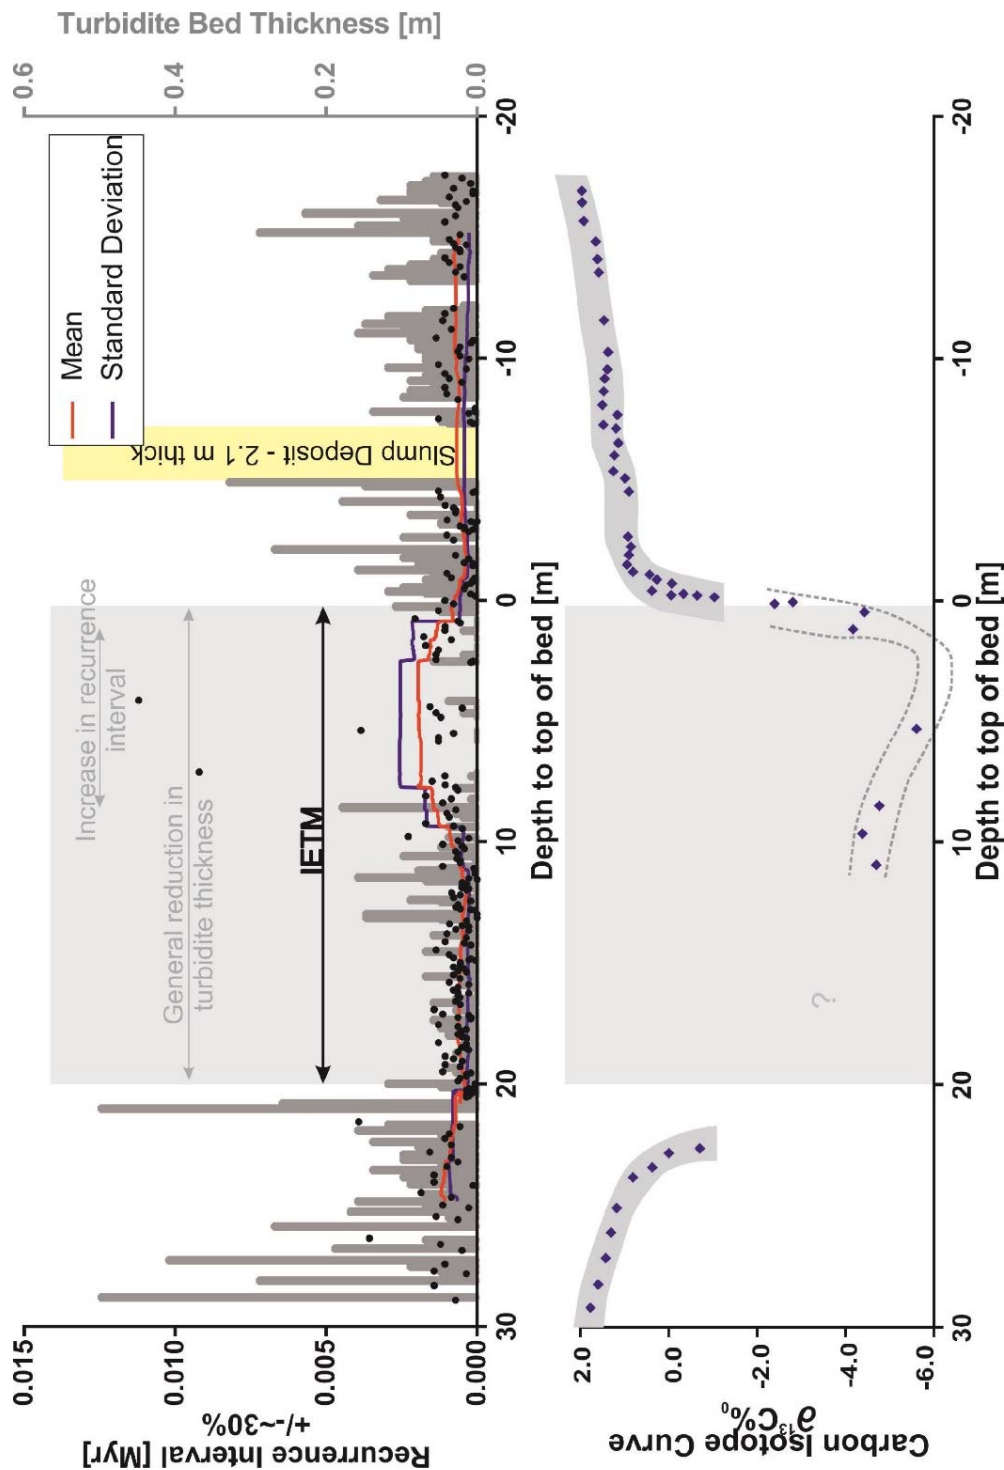 Recurrence Interval [Myr]
+/-~30%
0.015
0.010
0.005
0.000
Turbidite Bed Thickness [m]
0.6
0.4
0.2
0.0
Mean
Standard Deviation
Increase in recurrence
interval
General reduction in
turbidite thickness
IETM
Slump Deposit - 2.1 m thick
30
20
10
0
-10
-20
Depth to top of bed [m]
Carbon Isotope Curve
∂¹³C‰
2.0
0.0
-2.0
-4.0
-6.0
?
30
20
10
0
-10
-20
Depth to top of bed [m]